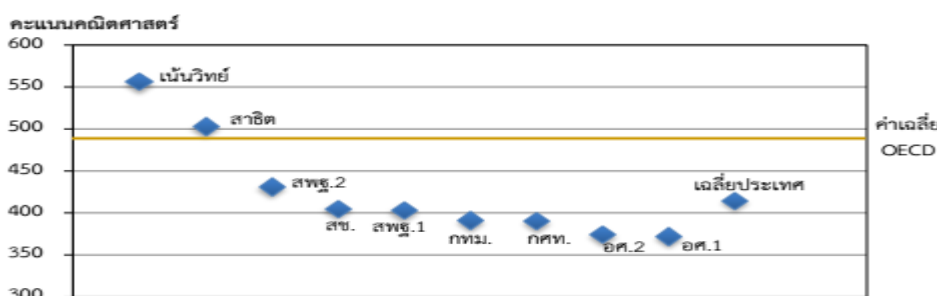 คะแนนคณิตศาสตร์
600
550
500
450
400
350
300
เน้นวิทย์
สาธิต
สพฐ.2
สช.
สพฐ.1
กทม.
กศท.
อศ.2
อศ.1
เฉลี่ยประเทศ
ค่าเฉลี่ย
OECD